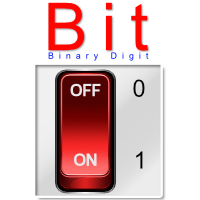 Bit
Binary Digit
OFF 0
ON 1